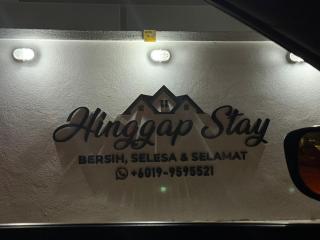 Hinggap Stay
BERSIH, SELESA & SELAMAT
+6019-9595521